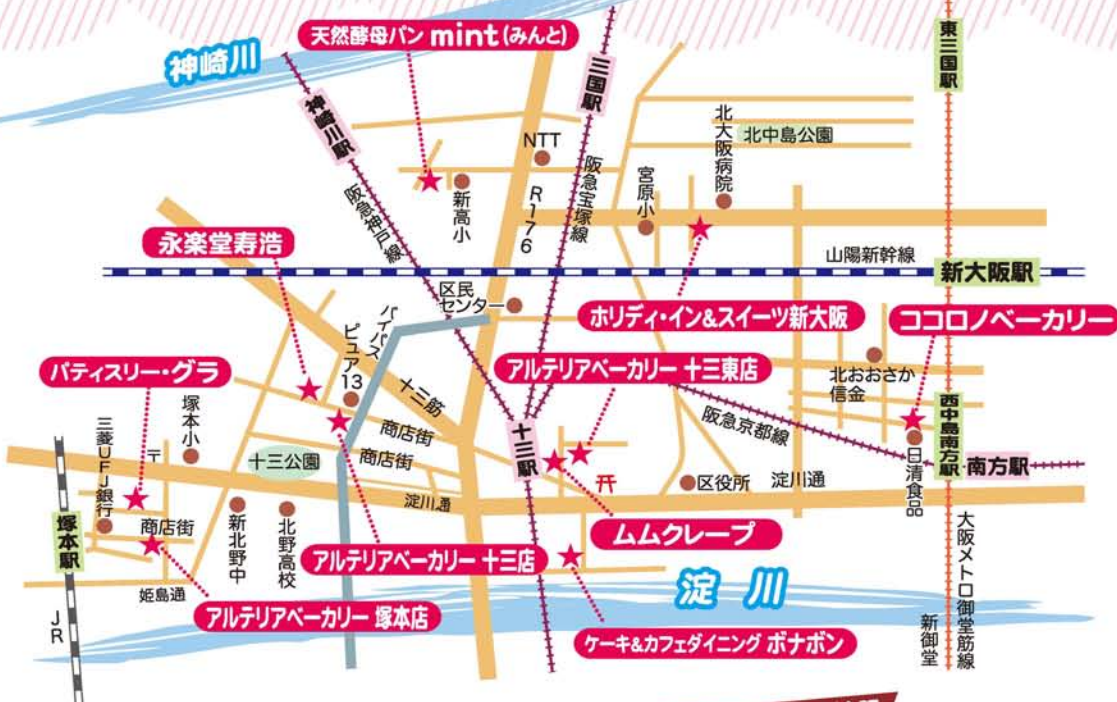 天然酵母パン mint(みんと)
神崎川
神崎川駅
三国駅
東三国駅
NTT
北大阪病院
北中島公園
新高小
R176
阪急神戸線
阪急宝塚線
宮原小
永楽堂寿浩
山陽新幹線
新大阪駅
区民
センター
バイパス
ピュア13
ホリディ・イン&スイーツ新大阪
ココロノベーカリー
パティスリー・グラ
アルテリアベーカリー 十三東店
北おおさか
信金
塚本小
十三筋
商店街
商店街
阪急京都線
西中島南方駅
南方駅
三菱UFJ銀行
〒
十三公園
十三駅
淀川通
区役所
淀川通
日清食品
塚本駅
商店街
新北野中
北野高校
アルテリアベーカリー 十三店
ムムクレープ
姫島通
アルテリアベーカリー 塚本店
淀川
ケーキ&カフェダイニング ボナボン
JR
新御堂
大阪メトロ御堂筋線